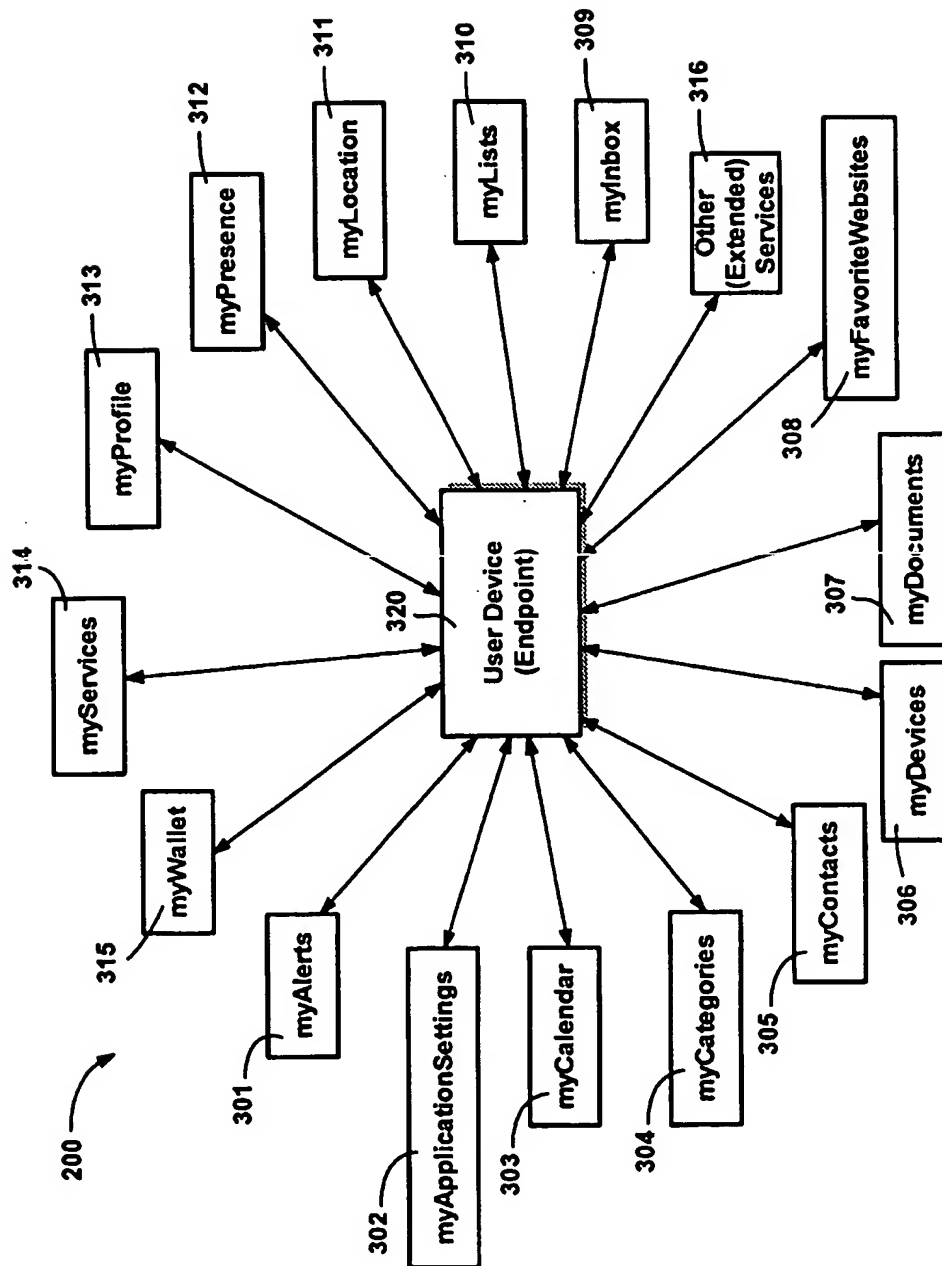 200
314
myServices
313
myProfile
312
myPresence
311
myLocation
310
myLists
309
myInbox
316
Other
(Extended)
Services
308
myFavoriteWebsites
307
myDocuments
306
myDevices
305
myContacts
304
myCategories
303
myCalendar
302
myApplicationSettings
301
myAlerts
315
myWallet
320
User Device
(Endpoint)